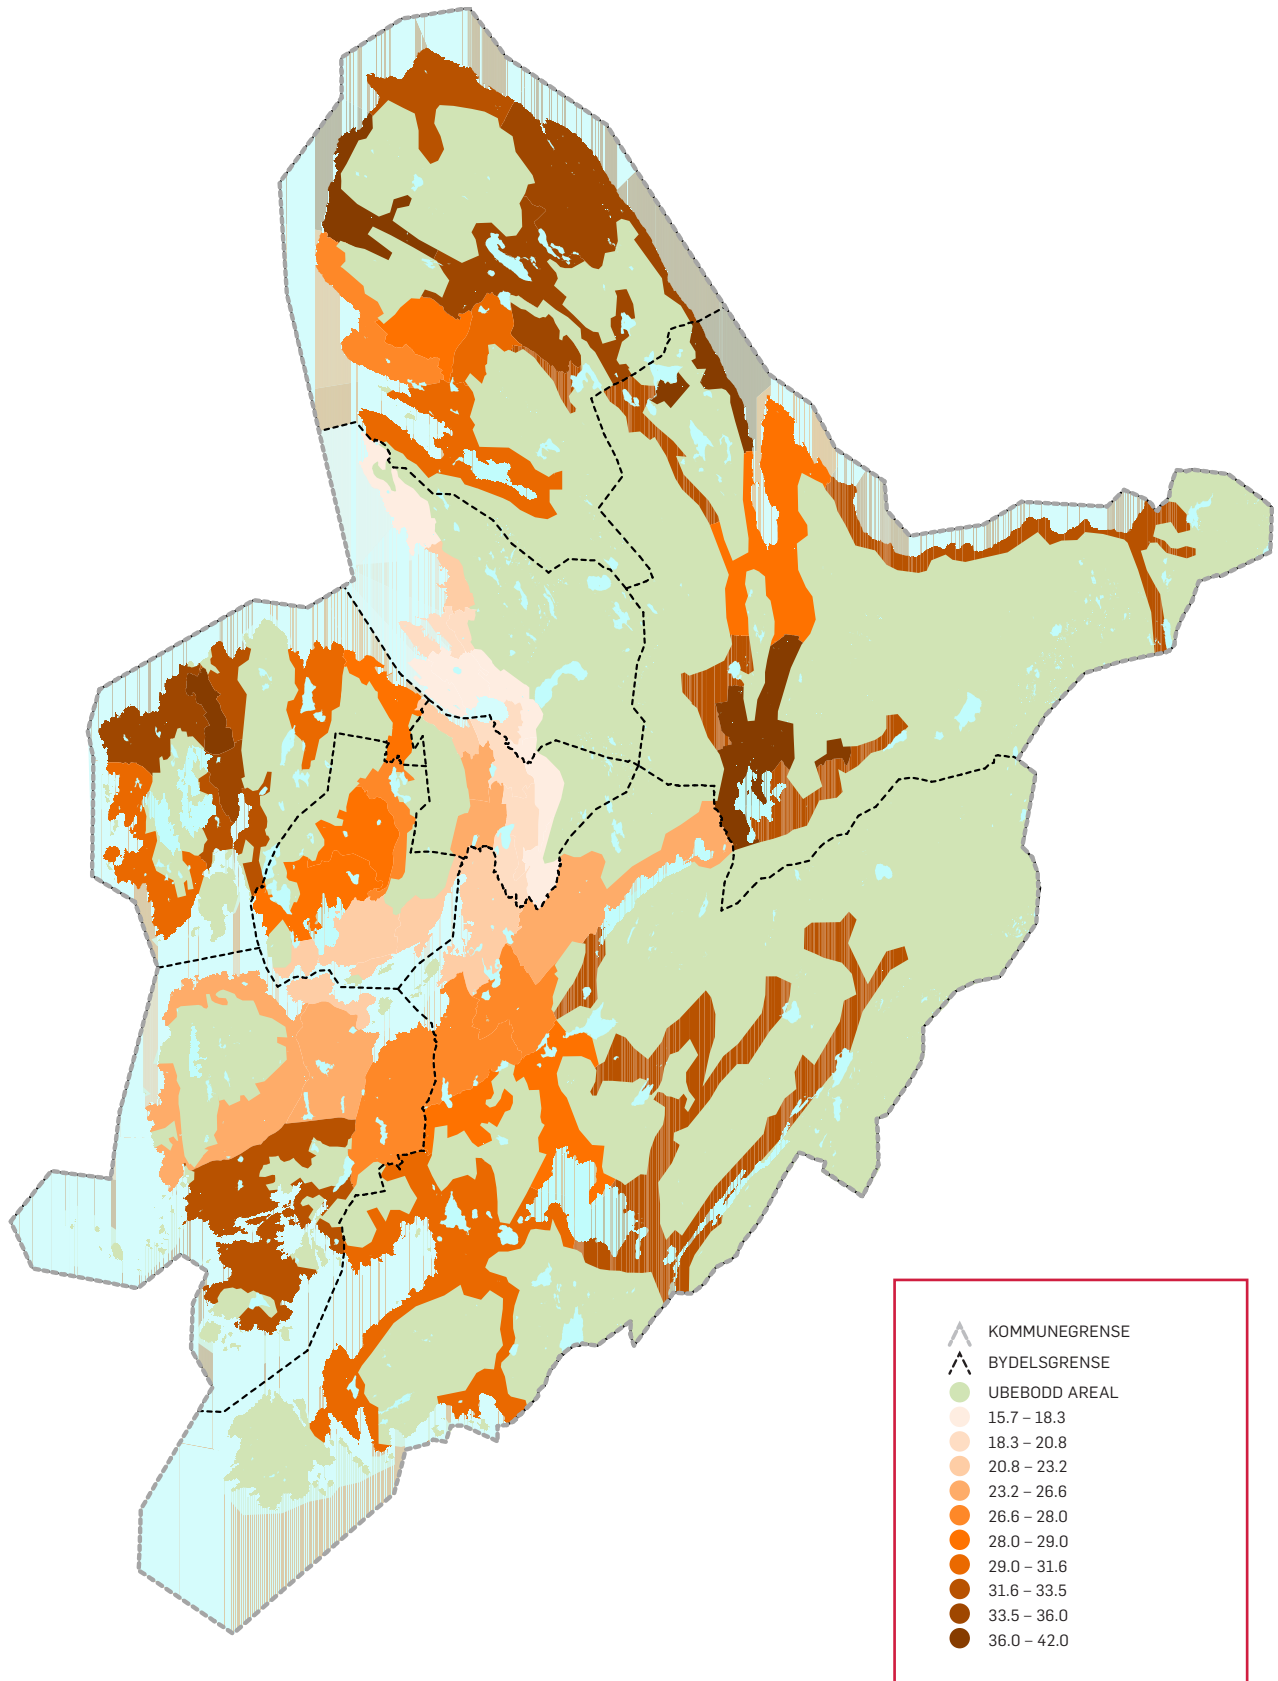 KOMMUNEGRENSE
BYDELSGRENSE
UBEBODD AREAL
15.7 – 18.3
18.3 – 20.8
20.8 – 23.2
23.2 – 26.6
26.6 – 28.0
28.0 – 29.0
29.0 – 31.6
31.6 – 33.5
33.5 – 36.0
36.0 – 42.0